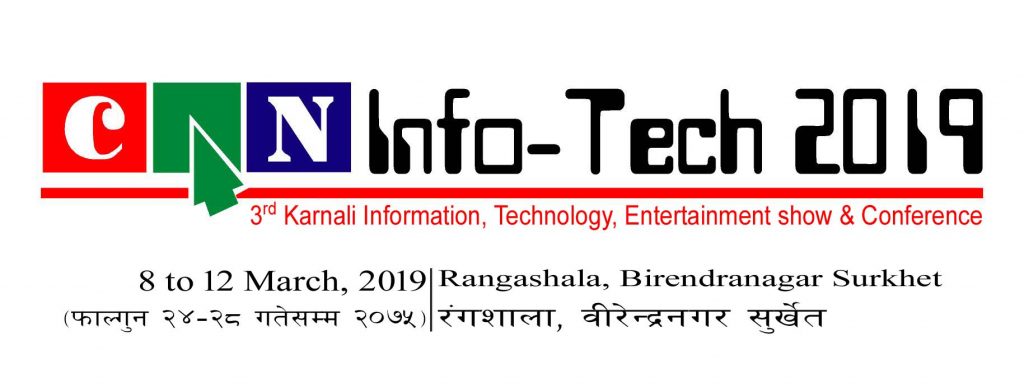 CAN Info-Tech 2019
3rd Karnali Information, Technology, Entertainment show & Conference
8 to 12 March, 2019 | Rangashala, Birendranagar Surkhet
(फाल्गुन २४-२८ गतेसम्म २०७५) | रंगशाला, वीरेन्द्रनगर सुर्खेत